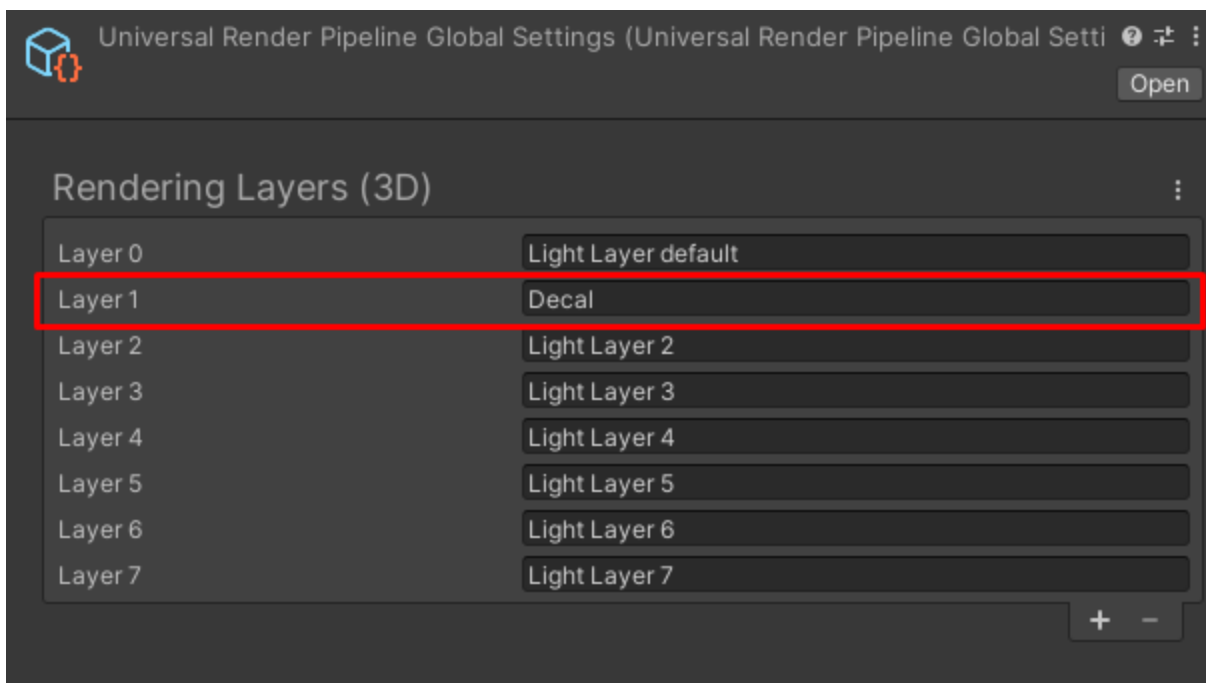 Universal Render Pipeline Global Settings (Universal Render Pipeline Global Setti
Open
Rendering Layers (3D)
Layer 0 Light Layer default
Layer 1 Decal
Layer 2 Light Layer 2
Layer 3 Light Layer 3
Layer 4 Light Layer 4
Layer 5 Light Layer 5
Layer 6 Light Layer 6
Layer 7 Light Layer 7